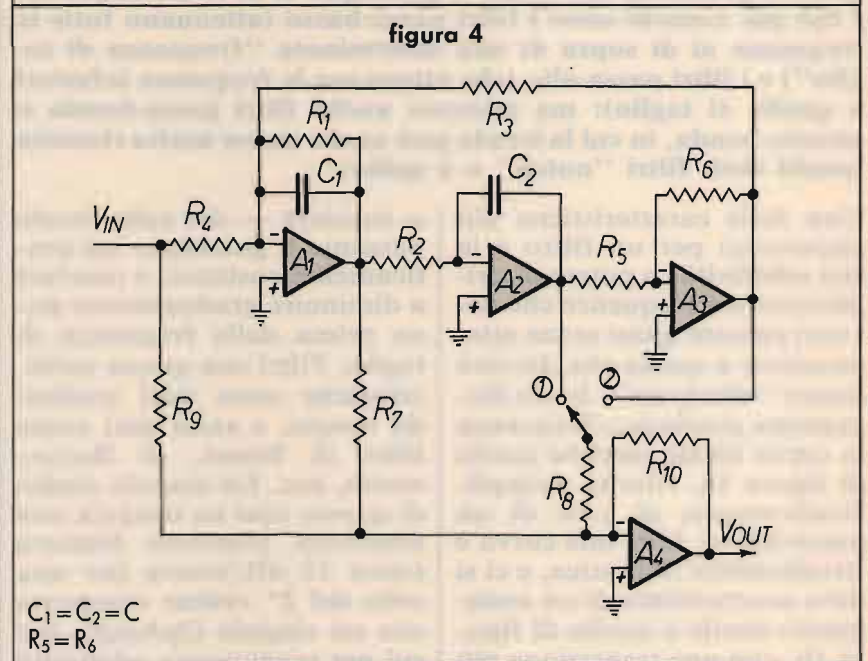 figura 4
R1
R3
C1
C2
R6
VIN
R4
R2
R5
A1
A2
A3
- + - + - +
① ②
R9
R7
R8
R10
A4
- +
VOUT
C1=C2=C
R5=R6